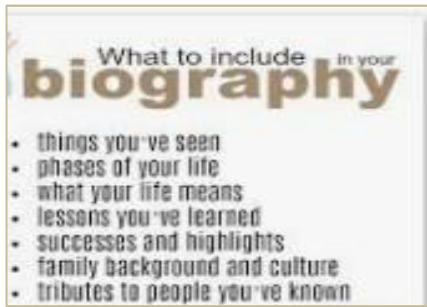 What to include in your
biography
• things you've seen
• phases of your life
• what your life means
• lessons you've learned
• successes and highlights
• family background and culture
• tributes to people you've known